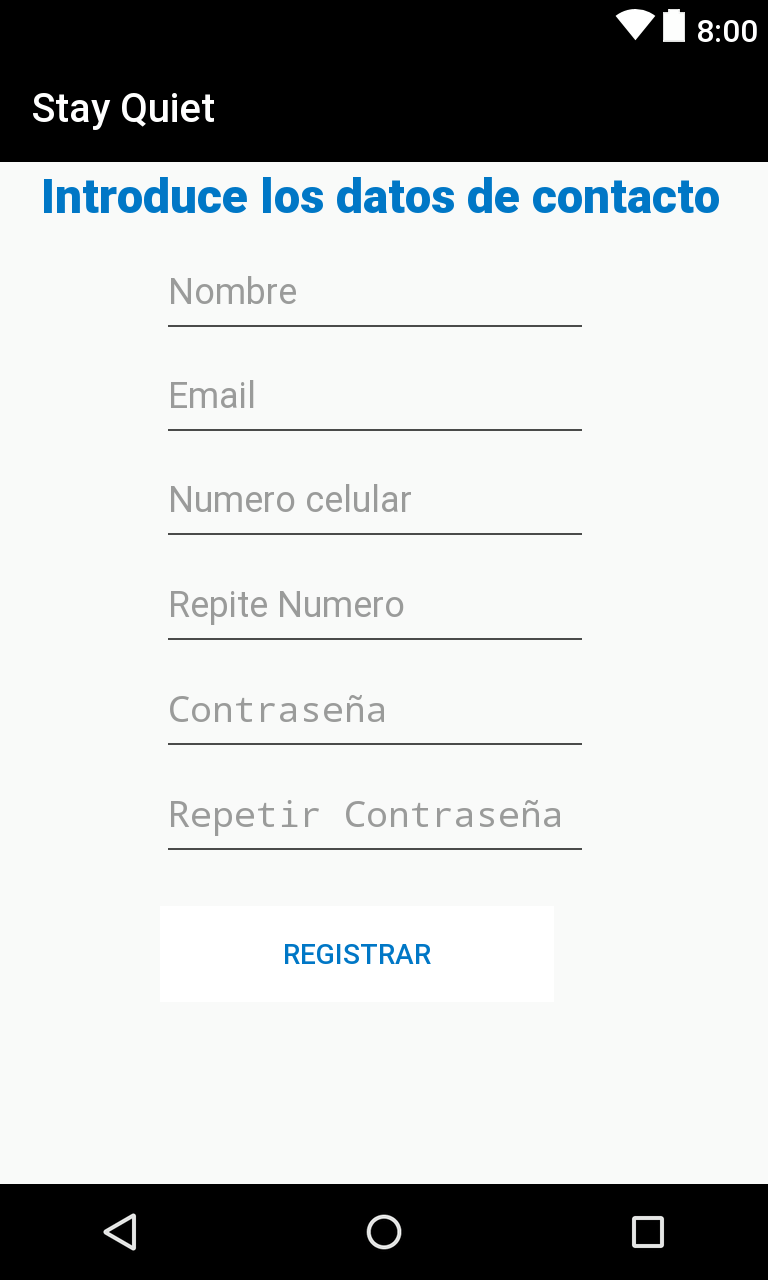 8:00
Stay Quiet
Introduce los datos de contacto
Nombre
Email
Numero celular
Repite Numero
Contraseña
Repetir Contraseña
REGISTRAR